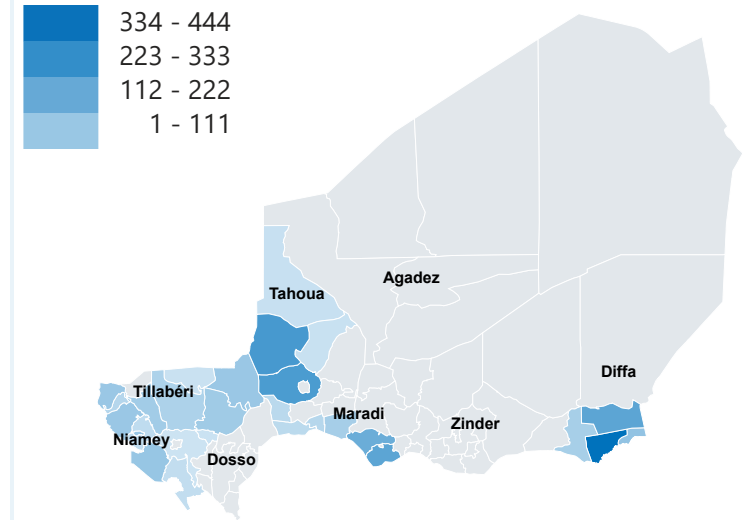 334 - 444
223 - 333
112 - 222
1 - 111
Agadez
Tahoua
Diffa
Tillabéri
Maradi
Zinder
Niamey
Dosso